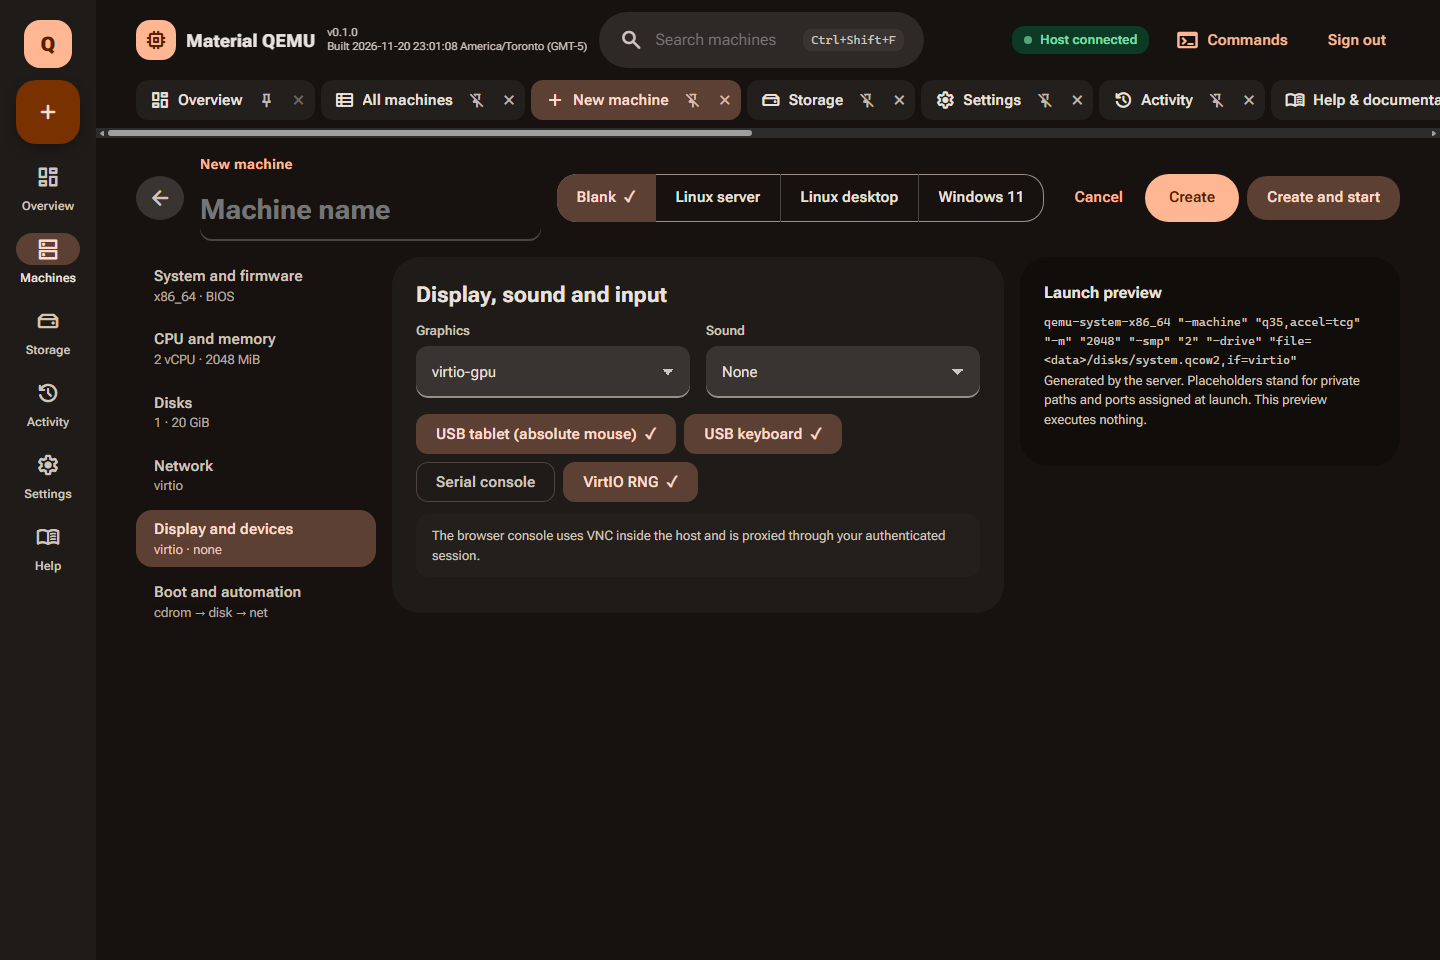 Q
Material QEMU
v0.1.0
Built 2026-11-20 23:01:08 America/Toronto (GMT-5)
Search machines
Ctrl+Shift+F
Host connected
Commands
Sign out
Overview
All machines
New machine
Storage
Settings
Activity
Help & documenta
Overview
Machines
Storage
Activity
Settings
Help
New machine
Machine name
Blank
Linux server
Linux desktop
Windows 11
Cancel
Create
Create and start
System and firmware
x86_64 · BIOS
CPU and memory
2 vCPU · 2048 MiB
Disks
1 · 20 GiB
Network
virtio
Display and devices
virtio · none
Boot and automation
cdrom → disk → net
Display, sound and input
Graphics
virtio-gpu
Sound
None
USB tablet (absolute mouse)
USB keyboard
Serial console
VirtIO RNG
The browser console uses VNC inside the host and is proxied through your authenticated
session.
Launch preview
qemu-system-x86_64 "-machine" "q35,accel=tcg"
"-m" "2048" "-smp" "2" "-drive" "file=
<data>/disks/system.qcow2,if=virtio"
Generated by the server. Placeholders stand for private
paths and ports assigned at launch. This preview
executes nothing.